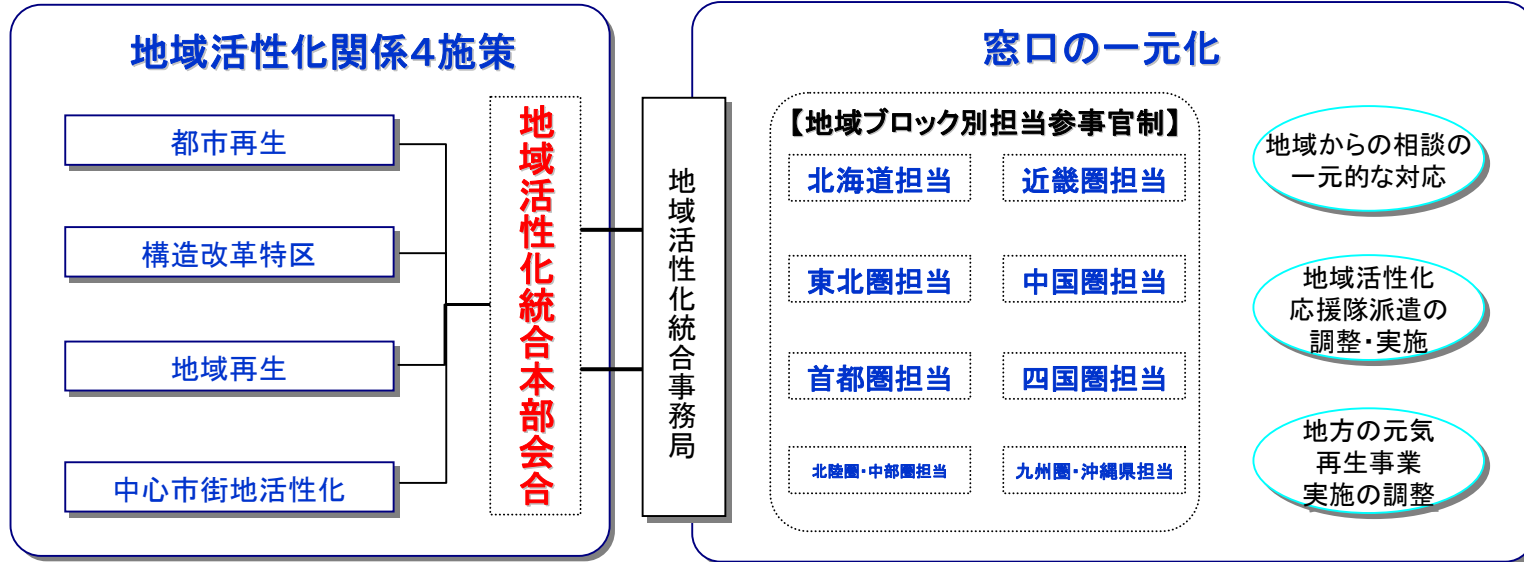 地域活性化関係4施策
都市再生
構造改革特区
地域再生
中心市街地活性化
地域活性化統合本部会合
地域活性化統合事務局
窓口の一元化
【地域ブロック別担当参事官制】
北海道担当
近畿圏担当
東北圏担当
中国圏担当
首都圏担当
四国圏担当
北陸圏・中部圏担当
九州圏・沖縄県担当
地域からの相談の
一元的な対応
地域活性化
応援隊派遣の
調整・実施
地方の元気
再生事業
実施の調整